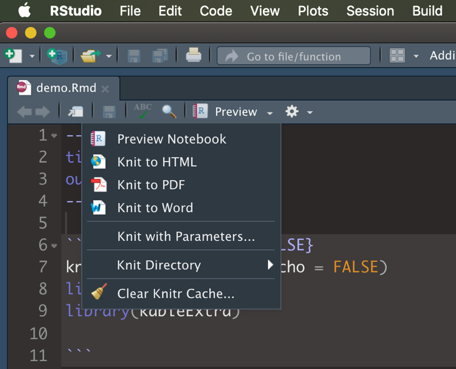 RStudio File Edit Code View Plots Session Build
Go to file/function Addi
demo.Rmd
ABC Preview
1 --
2 ti
3 ou
4 --
5
6 `` LSE}
7 kn cho = FALSE)
8 li
9 library(kableExtra)
10
11 ```
Preview Notebook
Knit to HTML
Knit to PDF
Knit to Word
Knit with Parameters...
Knit Directory
Clear Knitr Cache...